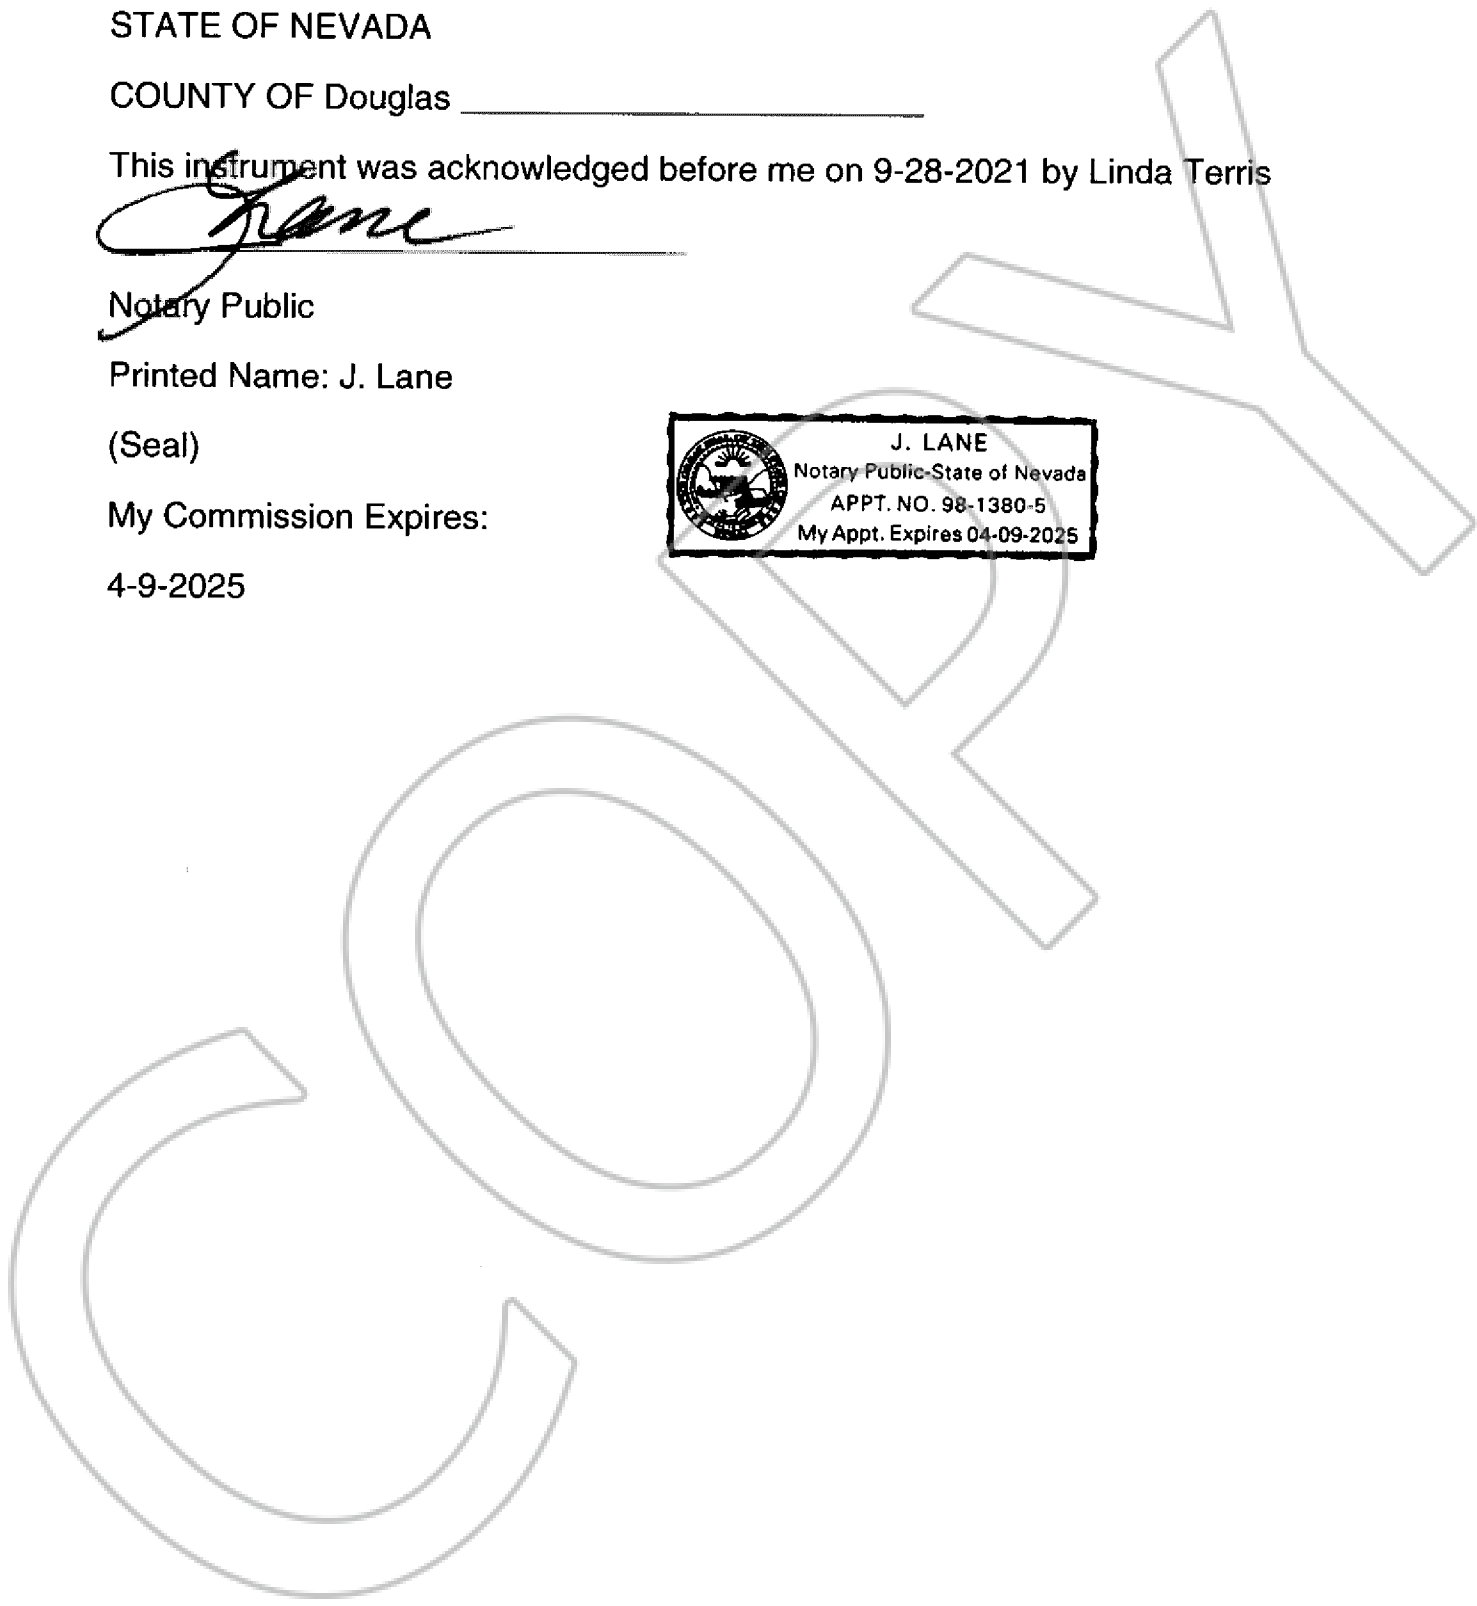 STATE OF NEVADA
COUNTY OF Douglas
This instrument was acknowledged before me on 9-28-2021 by Linda Terris
J Lane
Notary Public
Printed Name: J. Lane
(Seal)
My Commission Expires:
4-9-2025
J. LANE
Notary Public-State of Nevada
APPT. NO. 98-1380-5
My Appt. Expires 04-09-2025
COPY